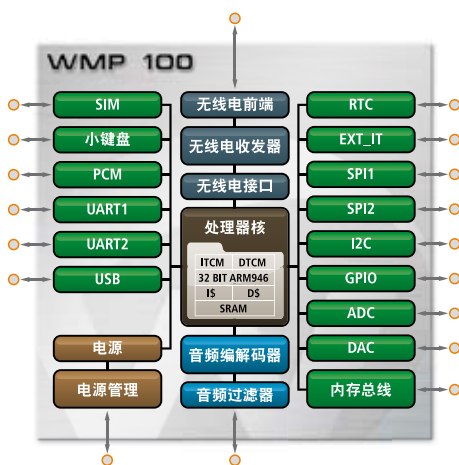 WMP 100
SIM
小键盘
PCM
UART1
UART2
USB
电源
电源管理
无线电前端
无线电收发器
无线电接口
处理器核
ITCM DTCM
32 BIT ARM946
I$ D$
SRAM
音频编解码器
音频过滤器
RTC
EXT_IT
SPI1
SPI2
I2C
GPIO
ADC
DAC
内存总线